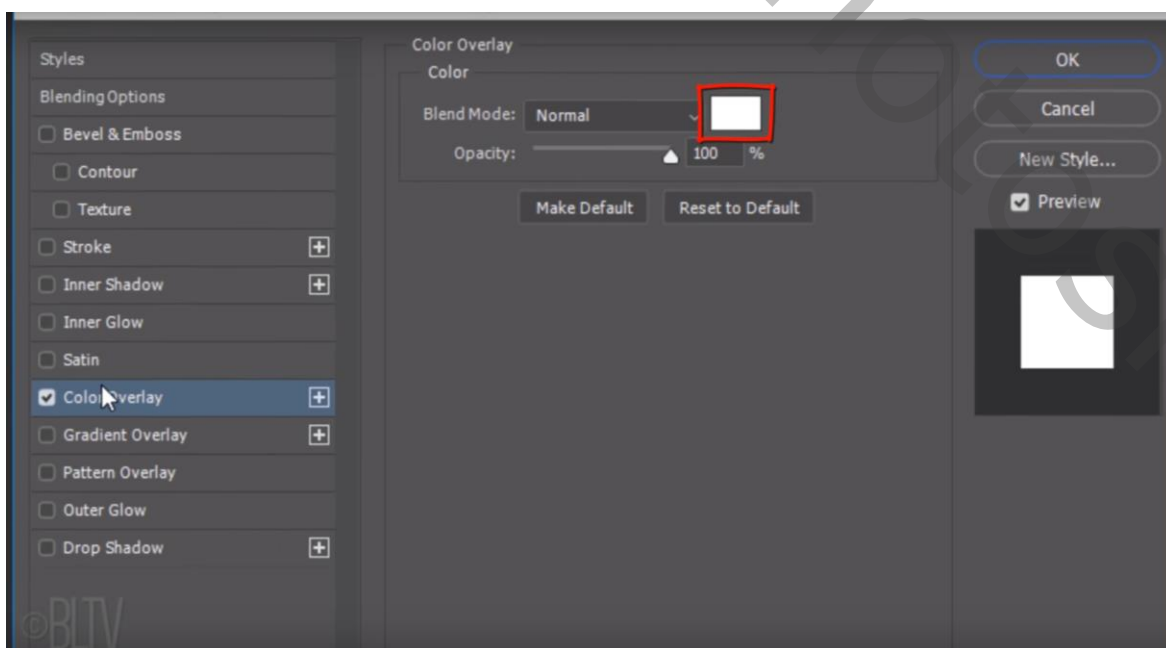 Styles
Blending Options
Bevel & Emboss
Contour
Texture
Stroke
Inner Shadow
Inner Glow
Satin
Color Overlay
Gradient Overlay
Pattern Overlay
Outer Glow
Drop Shadow
©BLTV
Color Overlay
Color
Blend Mode: Normal
Opacity: 100 %
Make Default Reset to Default
OK
Cancel
New Style...
Preview